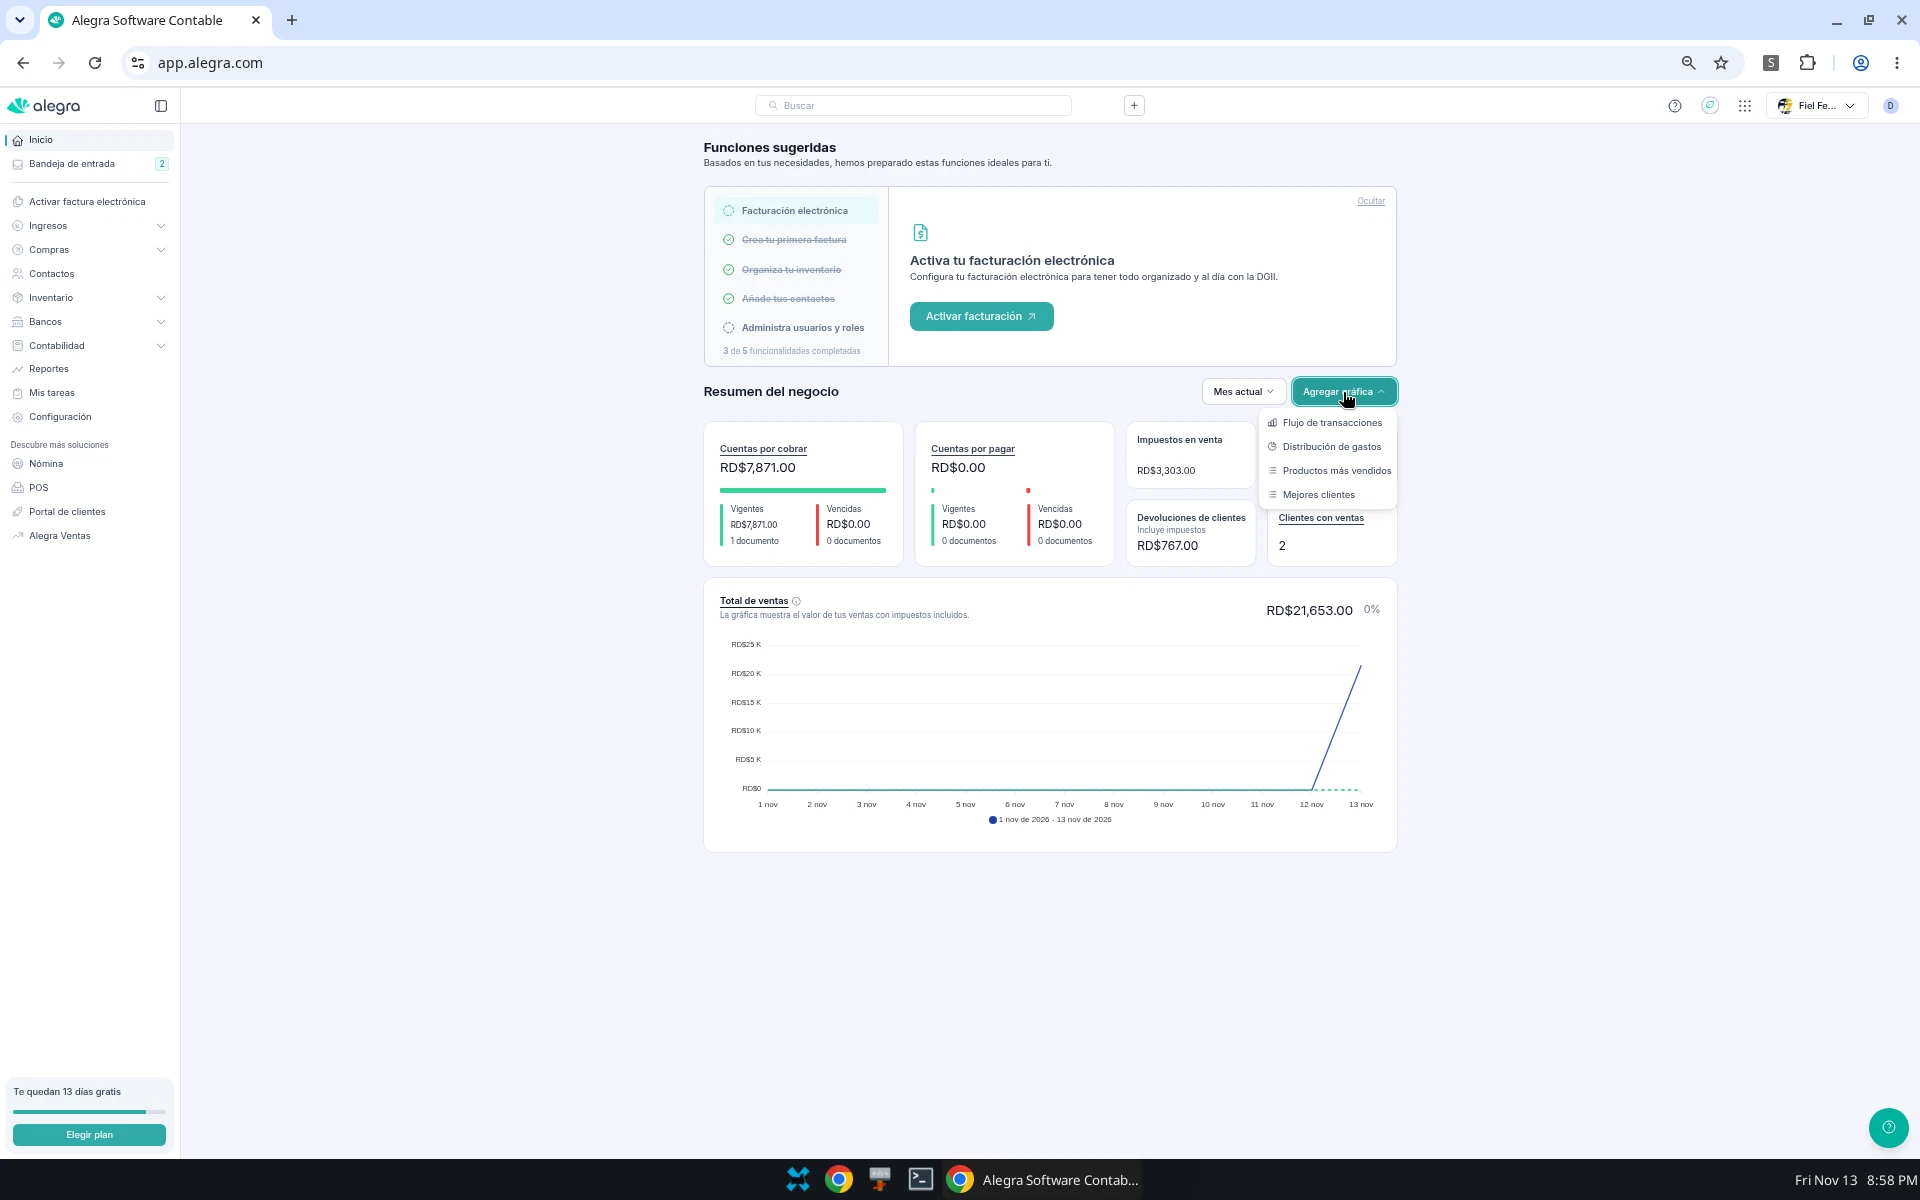 Alegra Software Contable
app.alegra.com
S
alegra
Buscar
Fiel Fe...
D
Inicio
Bandeja de entrada 2
Activar factura electrónica
Ingresos
Compras
Contactos
Inventario
Bancos
Contabilidad
Reportes
Mis tareas
Configuración
Descubre más soluciones
Nómina
POS
Portal de clientes
Alegra Ventas
Te quedan 13 días gratis
Elegir plan
Funciones sugeridas
Basados en tus necesidades, hemos preparado estas funciones ideales para ti.
Facturación electrónica
Crea tu primera factura
Organiza tu inventario
Añade tus contactos
Administra usuarios y roles
3 de 5 funcionalidades completadas
Ocultar
Activa tu facturación electrónica
Configura tu facturación electrónica para tener todo organizado y al día con la DGII.
Activar facturación
Resumen del negocio
Mes actual
Agregar gráfica
Flujo de transacciones
Distribución de gastos
Productos más vendidos
Mejores clientes
Cuentas por cobrar
RD$7,871.00
Vigentes
RD$7,871.00
1 documento
Vencidas
RD$0.00
0 documentos
Cuentas por pagar
RD$0.00
Vigentes
RD$0.00
0 documentos
Vencidas
RD$0.00
0 documentos
Impuestos en venta
RD$3,303.00
Devoluciones de clientes
Incluye impuestos
RD$767.00
Clientes con ventas
2
Total de ventas
La gráfica muestra el valor de tus ventas con impuestos incluidos.
RD$21,653.00 0%
RD$25 K
RD$20 K
RD$15 K
RD$10 K
RD$5 K
RD$0
1 nov 2 nov 3 nov 4 nov 5 nov 6 nov 7 nov 8 nov 9 nov 10 nov 11 nov 12 nov 13 nov
1 nov de 2026 - 13 nov de 2026
Alegra Software Contab...
Fri Nov 13 8:58 PM